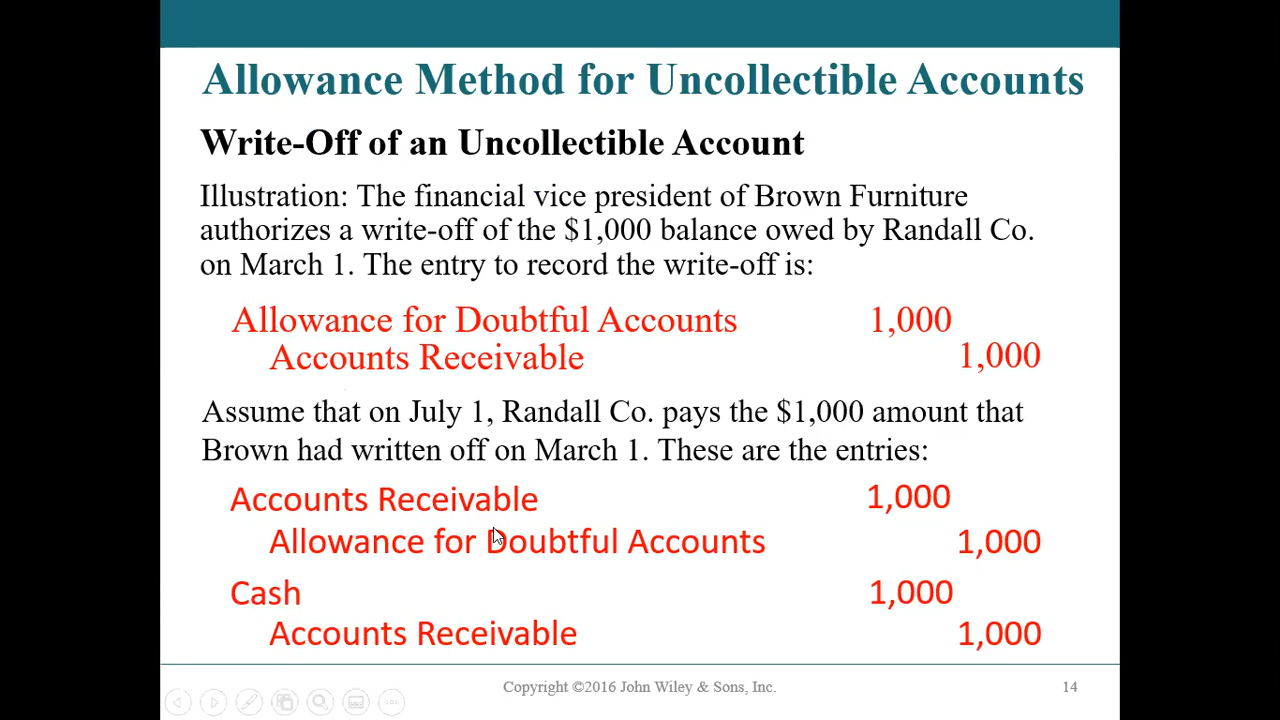 Allowance Method for Uncollectible Accounts
Write-Off of an Uncollectible Account
Illustration: The financial vice president of Brown Furniture
authorizes a write-off of the $1,000 balance owed by Randall Co.
on March 1. The entry to record the write-off is:
Allowance for Doubtful Accounts 1,000
Accounts Receivable 1,000
Assume that on July 1, Randall Co. pays the $1,000 amount that
Brown had written off on March 1. These are the entries:
Accounts Receivable 1,000
Allowance for Doubtful Accounts 1,000
Cash 1,000
Accounts Receivable 1,000
Copyright ©2016 John Wiley & Sons, Inc. 14